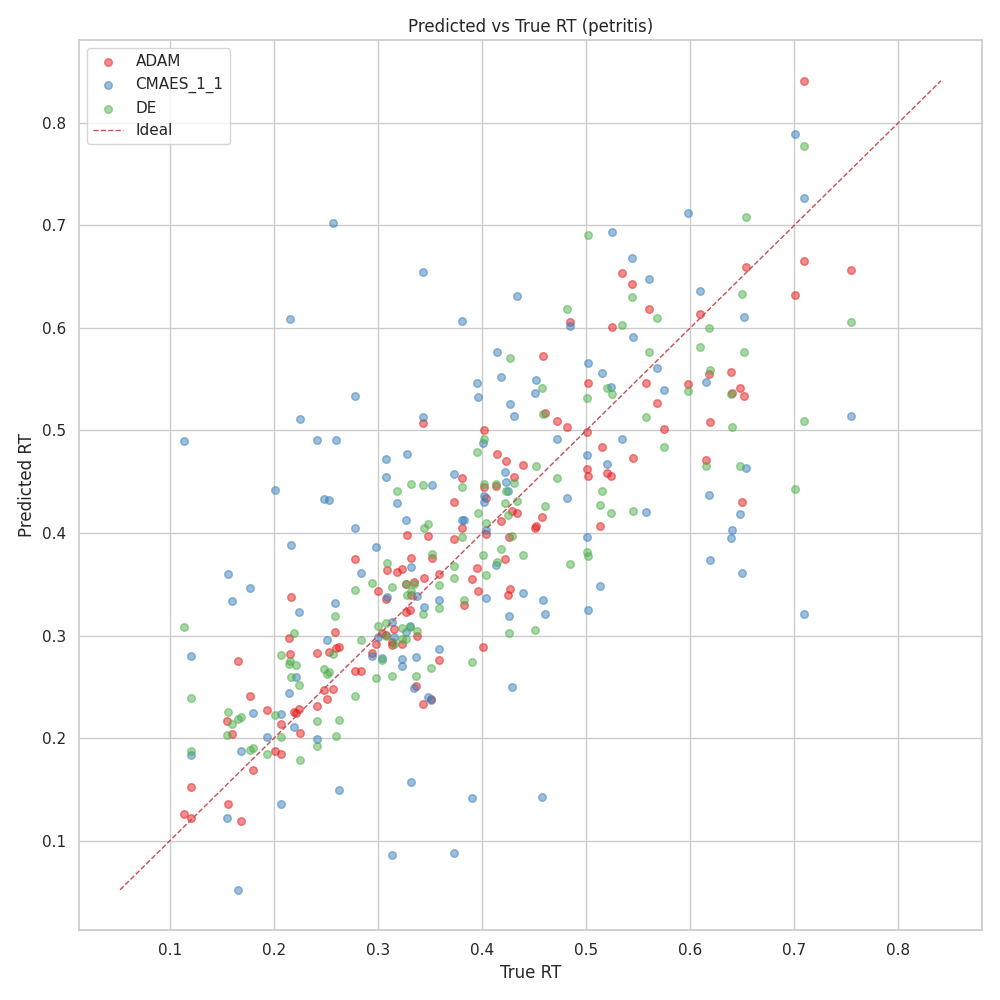 Predicted vs True RT (petritis)
ADAM
CMAES_1_1
DE
Ideal
0.8
0.7
0.6
0.5
0.4
0.3
0.2
0.1
Predicted RT
0.1 0.2 0.3 0.4 0.5 0.6 0.7 0.8
True RT